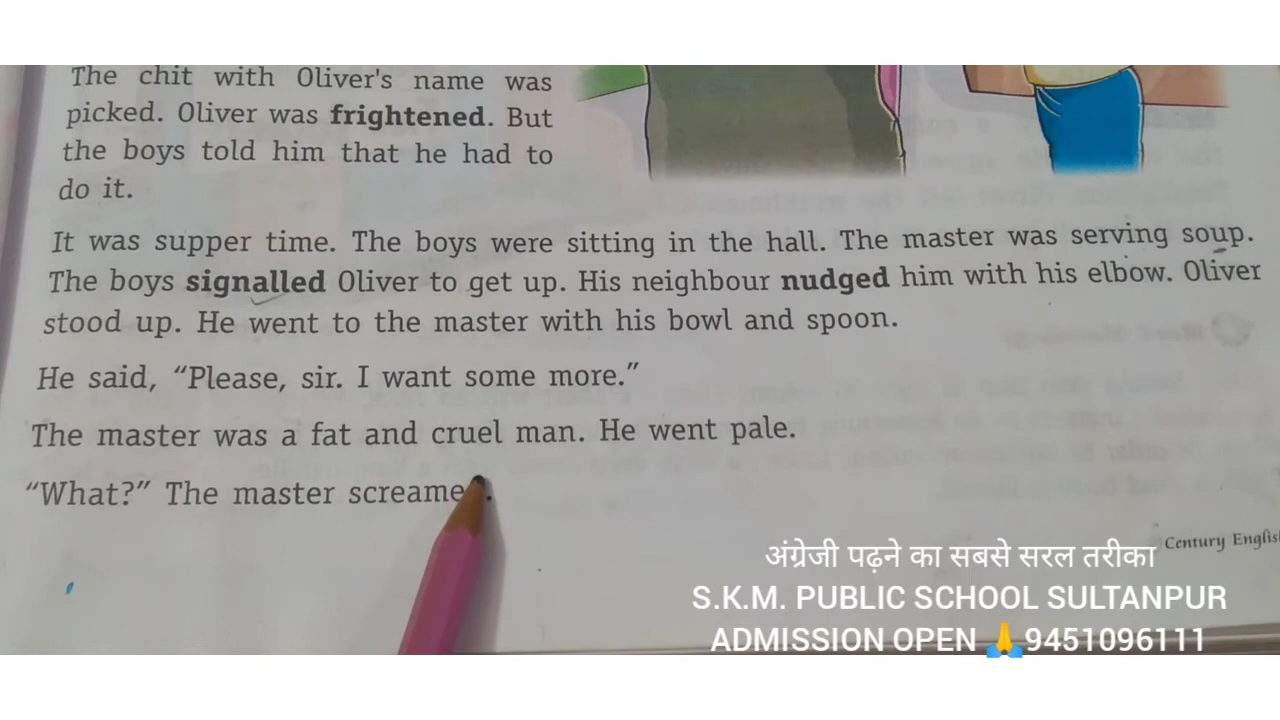 The chit with Oliver's name was
picked. Oliver was frightened. But
the boys told him that he had to
do it.
It was supper time. The boys were sitting in the hall. The master was serving soup.
The boys signalled Oliver to get up. His neighbour nudged him with his elbow. Oliver
stood up. He went to the master with his bowl and spoon.
He said, “Please, sir. I want some more.”
The master was a fat and cruel man. He went pale.
“What?” The master
Century
अंग्रेजी पढ़ने का सबसे सरल तरीका
S.K.M. PUBLIC SCHOOL SULTANPUR
ADMISSION OPEN 🙏9451096111